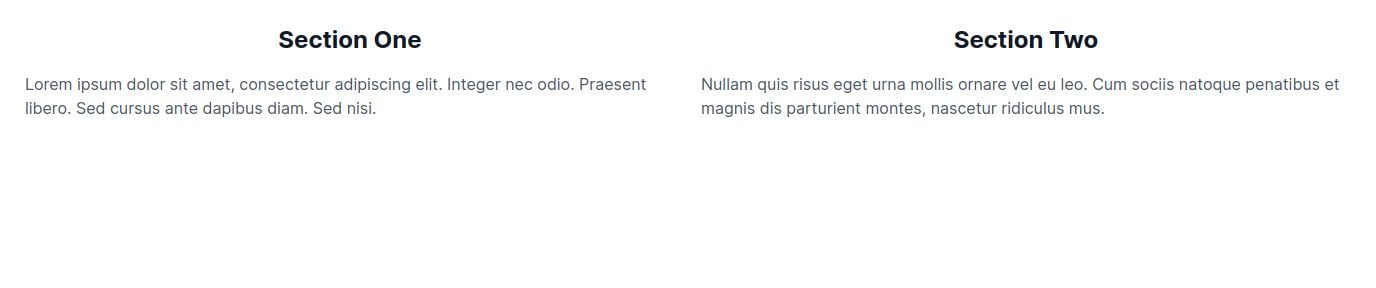 Section One
Lorem ipsum dolor sit amet, consectetur adipiscing elit. Integer nec odio. Praesent
libero. Sed cursus ante dapibus diam. Sed nisi.
Section Two
Nullam quis risus eget urna mollis ornare vel eu leo. Cum sociis natoque penatibus et
magnis dis parturient montes, nascetur ridiculus mus.